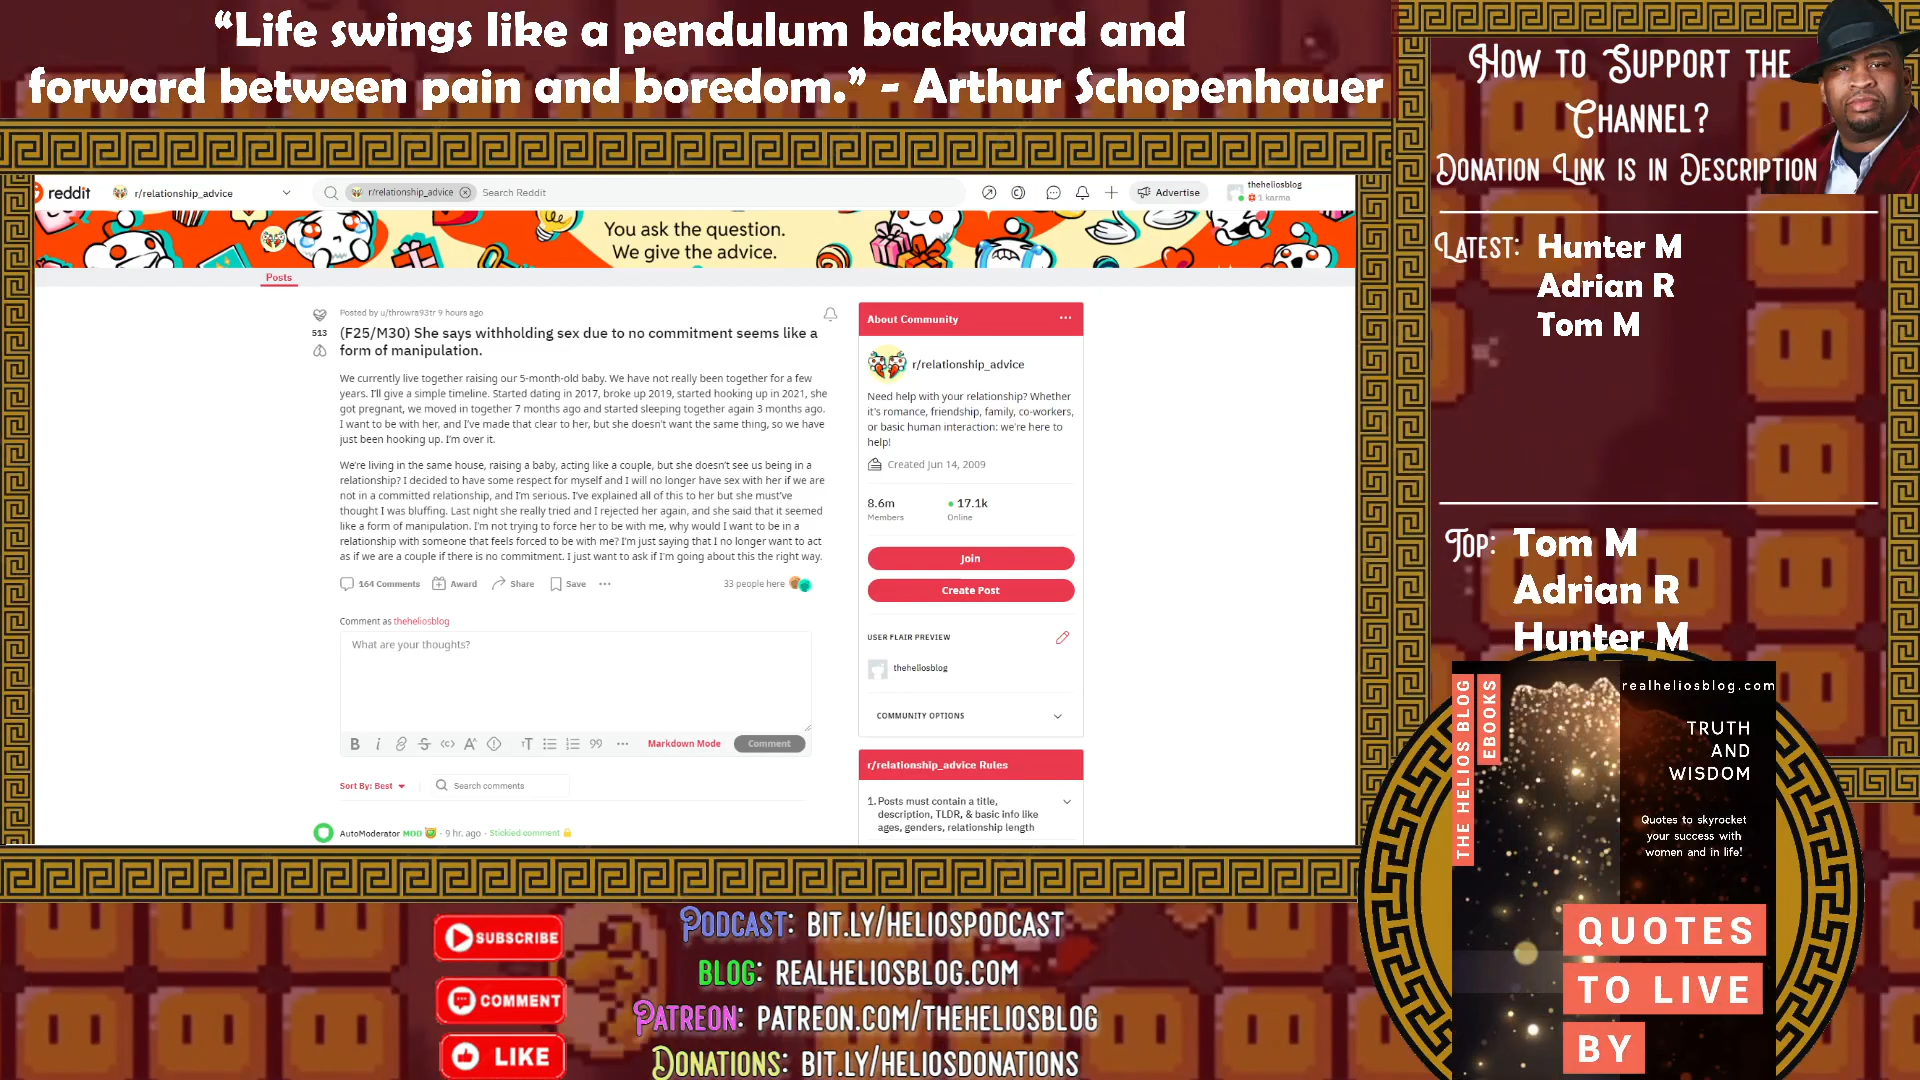 “Life swings like a pendulum backward and
forward between pain and boredom.” - Arthur Schopenhauer
How to Support the
Channel?
Donation Link is in Description
Latest: Hunter M
Adrian R
Tom M
Top: Tom M
Adrian R
Hunter M
reddit
r/relationship_advice
r/relationship_advice
Search Reddit
Advertise
theheliosblog
1 karma
You ask the question.
We give the advice.
Posts
Posted by u/throwra93tr 9 hours ago
513
(F25/M30) She says withholding sex due to no commitment seems like a
form of manipulation.
We currently live together raising our 5-month-old baby. We have not really been together for a few
years. I'll give a simple timeline. Started dating in 2017, broke up 2019, started hooking up in 2021, she
got pregnant, we moved in together 7 months ago and started sleeping together again 3 months ago.
I want to be with her, and I've made that clear to her, but she doesn't want the same thing, so we have
just been hooking up. I'm over it.
We're living in the same house, raising a baby, acting like a couple, but she doesn't see us being in a
relationship? I decided to have some respect for myself and I will no longer have sex with her if we are
not in a committed relationship, and I'm serious. I've explained all of this to her but she must've
thought I was bluffing. Last night she really tried and I rejected her again, and she said that it seemed
like a form of manipulation. I'm not trying to force her to be with me, why would I want to be in a
relationship with someone that feels forced to be with me? I'm just saying that I no longer want to act
as if we are a couple if there is no commitment. I just want to ask if I'm going about this the right way.
164 Comments
Award
Share
Save
33 people here
Comment as theheliosblog
What are your thoughts?
Markdown Mode
Comment
Sort By: Best
Search comments
AutoModerator MOD · 9 hr. ago · Stickied comment
About Community
r/relationship_advice
Need help with your relationship? Whether
it's romance, friendship, family, co-workers,
or basic human interaction: we're here to
help!
Created Jun 14, 2009
8.6m
17.1k
Members
Online
Join
Create Post
USER FLAIR PREVIEW
theheliosblog
COMMUNITY OPTIONS
r/relationship_advice Rules
1. Posts must contain a title,
description, TLDR, & basic info like
ages, genders, relationship length
THE HELIOS BLOG
EBOOKS
realheliosblog.com
TRUTH
AND
WISDOM
Quotes to skyrocket
your success with
women and in life!
QUOTES
TO LIVE
BY
SUBSCRIBE
COMMENT
LIKE
Podcast: bit.ly/heliospodcast
Blog: realheliosblog.com
Patreon: patreon.com/theheliosblog
Donations: bit.ly/heliosdonations